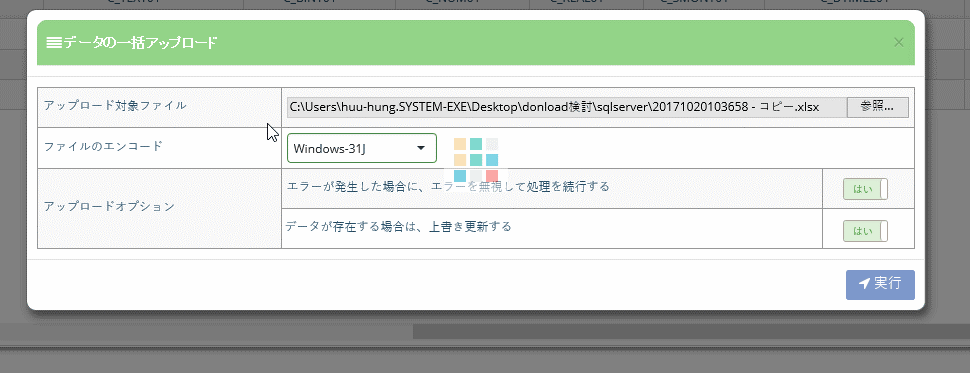 データの一括アップロード
×
アップロード対象ファイル
C:\Users\huu-hung.SYSTEM-EXE\Desktop\donload検討\sqlserver\20171020103658 - コピー.xlsx
参照...
ファイルのエンコード
Windows-31J
アップロードオプション
エラーが発生した場合に、エラーを無視して処理を続行する
はい
データが存在する場合は、上書き更新する
はい
実行